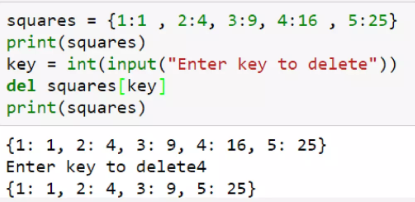 squares = {1:1 , 2:4, 3:9, 4:16 , 5:25}
print(squares)
key = int(input("Enter key to delete"))
del squares[key]
print(squares)
{1: 1, 2: 4, 3: 9, 4: 16, 5: 25}
Enter key to delete4
{1: 1, 2: 4, 3: 9, 5: 25}